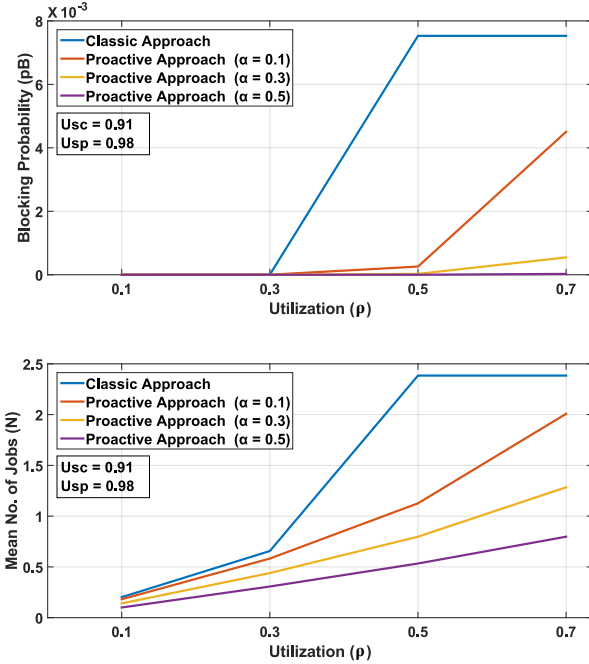 8 X 10-3
Classic Approach
Proactive Approach (α = 0.1)
Proactive Approach (α = 0.3)
Proactive Approach (α = 0.5)
Usc = 0.91
Usp = 0.98
6
4
2
0
Blocking Probability (pB)
0.1 0.3 0.5 0.7
Utilization (ρ)
2.5
Classic Approach
Proactive Approach (α = 0.1)
Proactive Approach (α = 0.3)
Proactive Approach (α = 0.5)
Usc = 0.91
Usp = 0.98
2
1.5
1
0.5
0
Mean No. of Jobs (N)
0.1 0.3 0.5 0.7
Utilization (ρ)